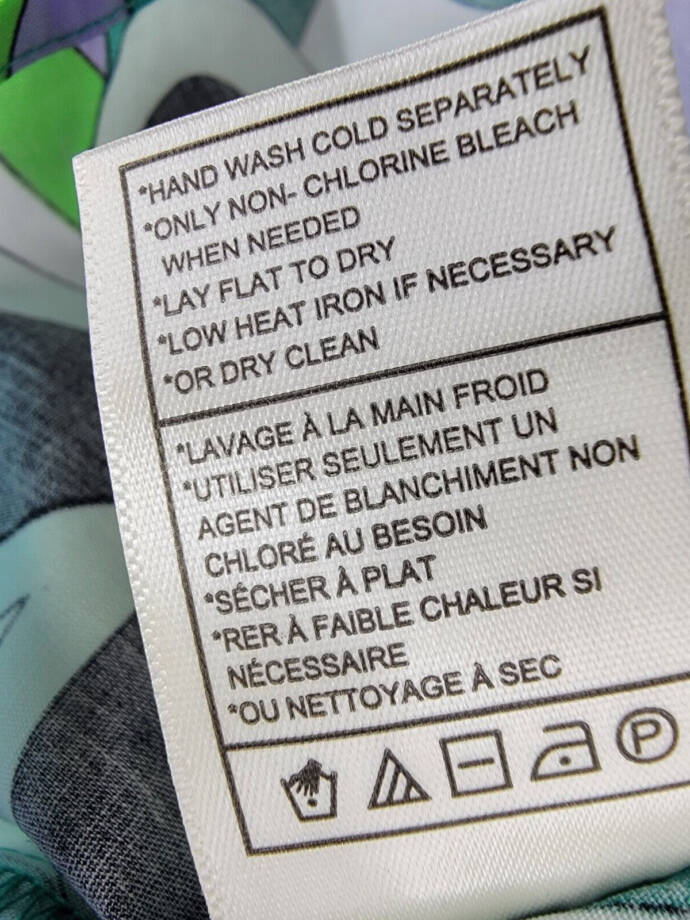 *HAND WASH COLD SEPARATELY
*ONLY NON- CHLORINE BLEACH
WHEN NEEDED
*LAY FLAT TO DRY
*LOW HEAT IRON IF NECESSARY
*OR DRY CLEAN
*LAVAGE À LA MAIN FROID
*UTILISER SEULEMENT UN
AGENT DE BLANCHIMENT NON
CHLORÉ AU BESOIN
*SÉCHER À PLAT
*RER À FAIBLE CHALEUR SI
NÉCESSAIRE
*OU NETTOYAGE À SEC
P